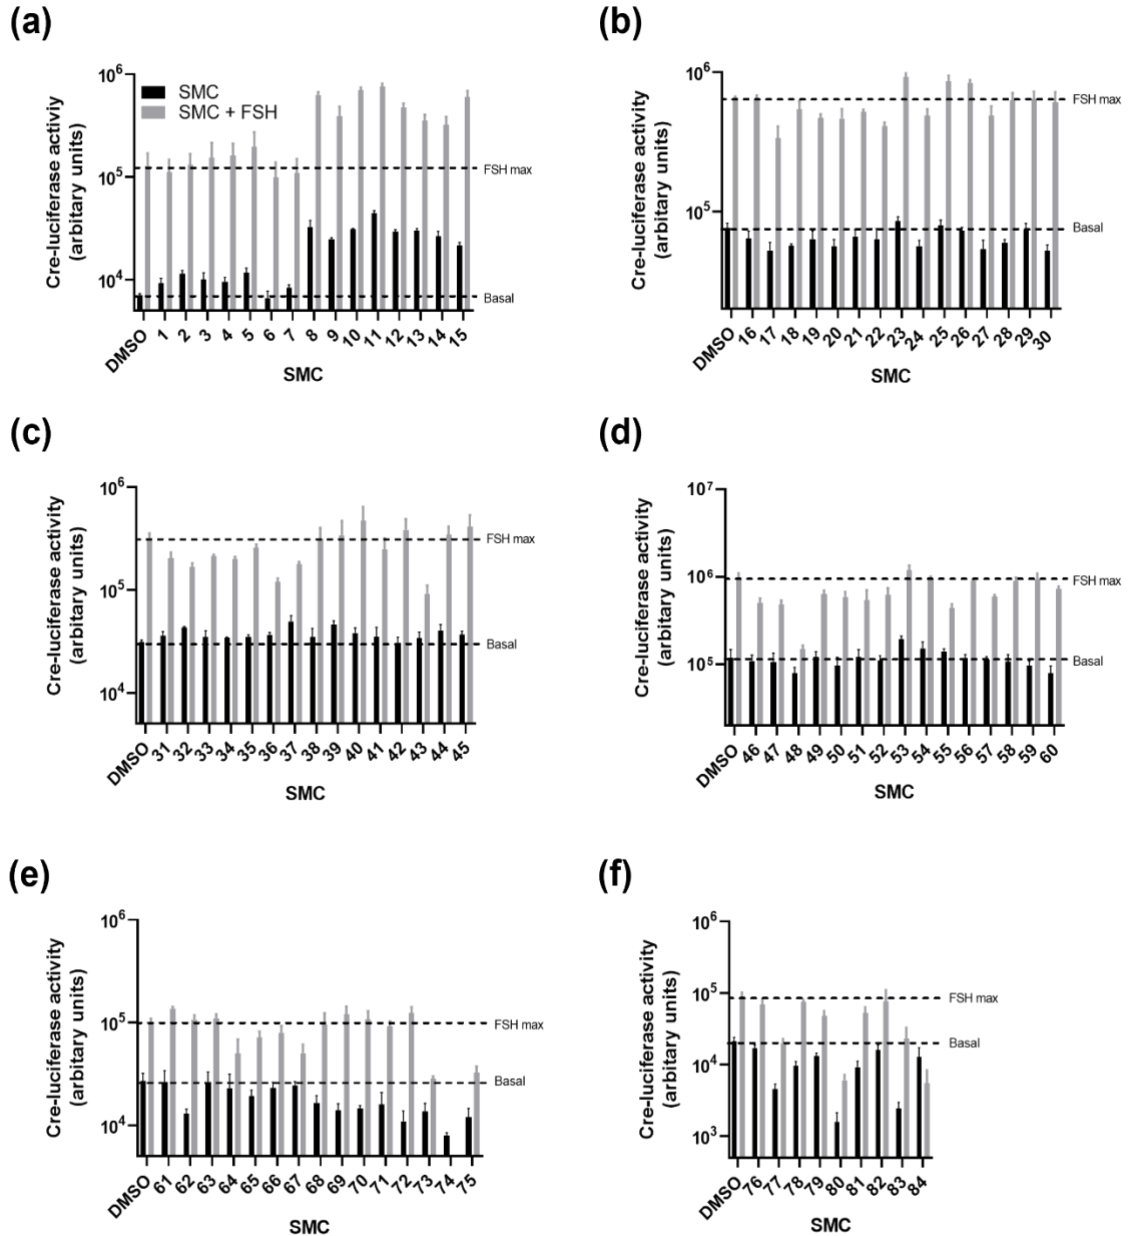 (a)
Cre-luciferase activiy
(arbitary units)
10^6
10^5
10^4
SMC
SMC + FSH
FSH max
Basal
DMSO 1 2 3 4 5 6 7 8 9 10 11 12 13 14 15
SMC
(b)
Cre-luciferase activity
(arbitary units)
10^6
10^5
FSH max
Basal
DMSO 16 17 18 19 20 21 22 23 24 25 26 27 28 29 30
SMC
(c)
Cre-luciferase activity
(arbitary units)
10^6
10^5
10^4
FSH max
Basal
DMSO 31 32 33 34 35 36 37 38 39 40 41 42 43 44 45
SMC
(d)
Cre-luciferase activity
(arbitary units)
10^7
10^6
10^5
FSH max
Basal
DMSO 46 47 48 49 50 51 52 53 54 55 56 57 58 59 60
SMC
(e)
Cre-luciferase activity
(arbitary units)
10^6
10^5
10^4
FSH max
Basal
DMSO 61 62 63 64 65 66 67 68 69 70 71 72 73 74 75
SMC
(f)
Cre-luciferase activity
(arbitary units)
10^6
10^5
10^4
10^3
FSH max
Basal
DMSO 76 77 78 79 80 81 82 83 84
SMC